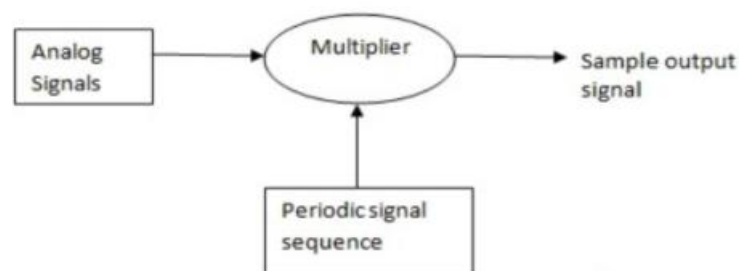 Analog
Signals
Multiplier
Sample output
signal
Periodic signal
sequence